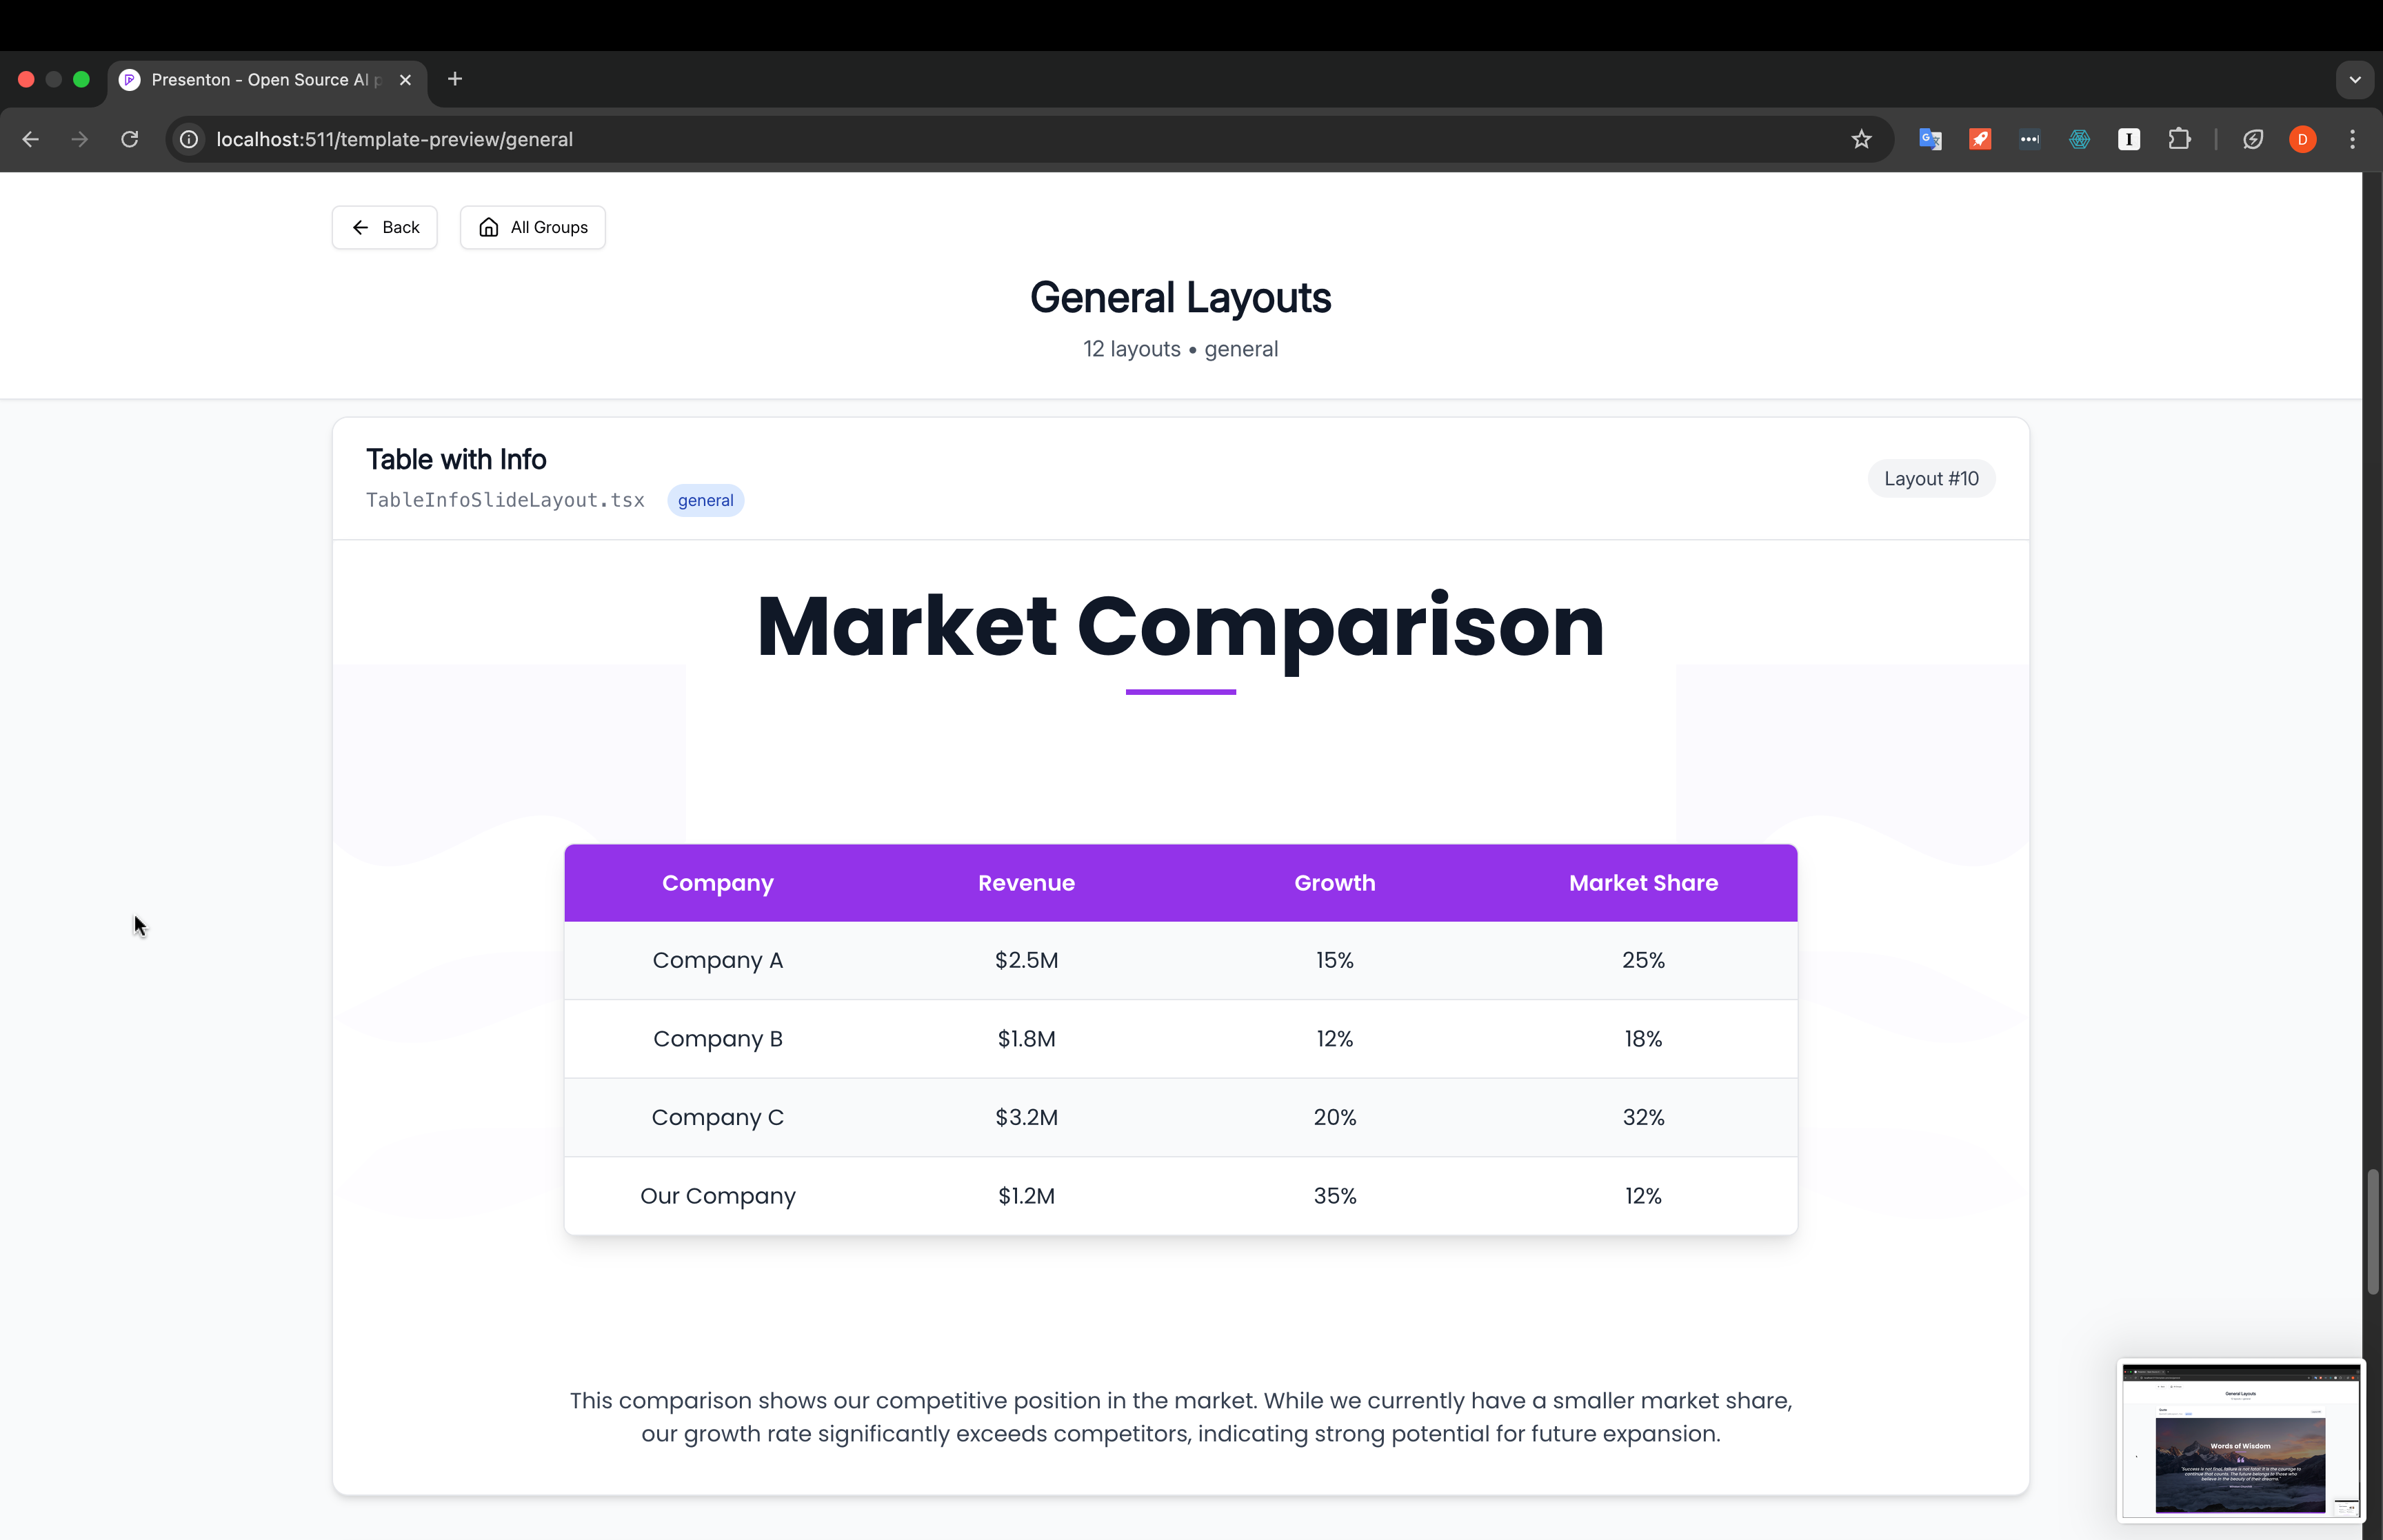 Presenton - Open Source AI p
localhost:511/template-preview/general
D
Back
All Groups
General Layouts
12 layouts • general
Table with Info
TableInfoSlideLayout.tsx general
Layout #10
Market Comparison
Company Revenue Growth Market Share
Company A $2.5M 15% 25%
Company B $1.8M 12% 18%
Company C $3.2M 20% 32%
Our Company $1.2M 35% 12%
This comparison shows our competitive position in the market. While we currently have a smaller market share,
our growth rate significantly exceeds competitors, indicating strong potential for future expansion.
General Layouts
Words of Wisdom